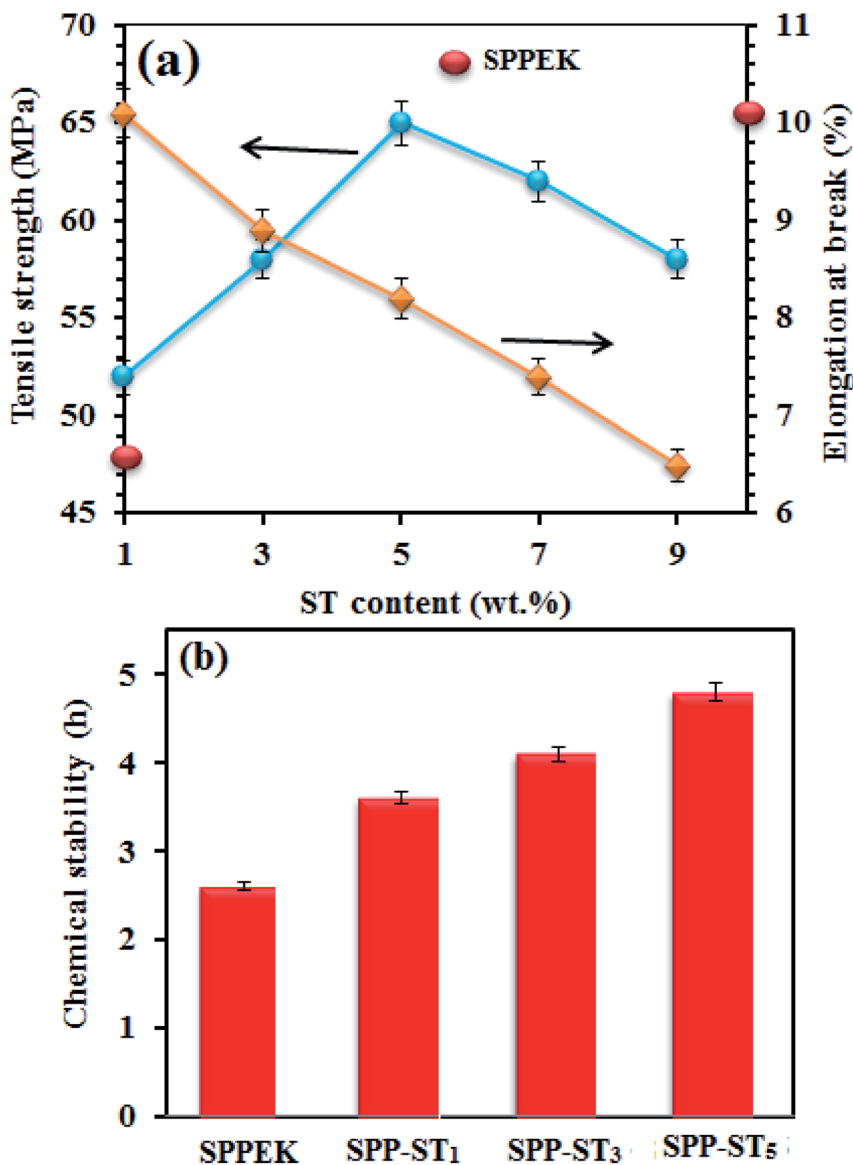 (a)
SPPEK
Tensile strength (MPa)
70
65
60
55
50
45
Elongation at break (%)
11
10
9
8
7
6
1 3 5 7 9
ST content (wt.%)
(b)
Chemical stability (h)
5
4
3
2
1
0
SPPEK SPP-ST₁ SPP-ST₃ SPP-ST₅